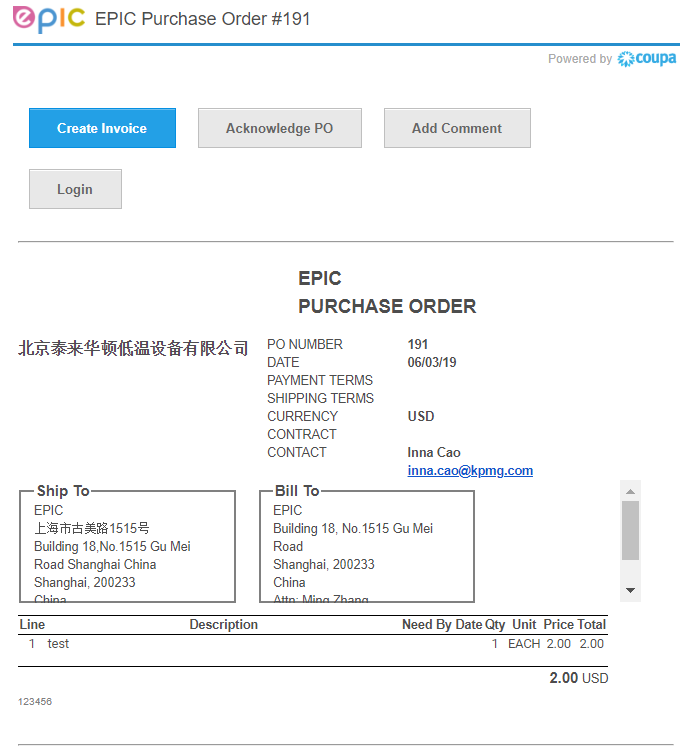 epic EPIC Purchase Order #191
Powered by coupa
Create Invoice Acknowledge PO Add Comment
Login
EPIC
PURCHASE ORDER
北京泰来华顿低温设备有限公司
PO NUMBER 191
DATE 06/03/19
PAYMENT TERMS
SHIPPING TERMS
CURRENCY USD
CONTRACT
CONTACT Inna Cao
inna.cao@kpmg.com
Ship To
EPIC
上海市古美路1515号
Building 18,No.1515 Gu Mei
Road Shanghai China
Shanghai, 200233
China
Bill To
EPIC
Building 18, No.1515 Gu Mei
Road
Shanghai, 200233
China
Attn: Ming Zhang
Line Description Need By Date Qty Unit Price Total
1 test 1 EACH 2.00 2.00
2.00 USD
123456